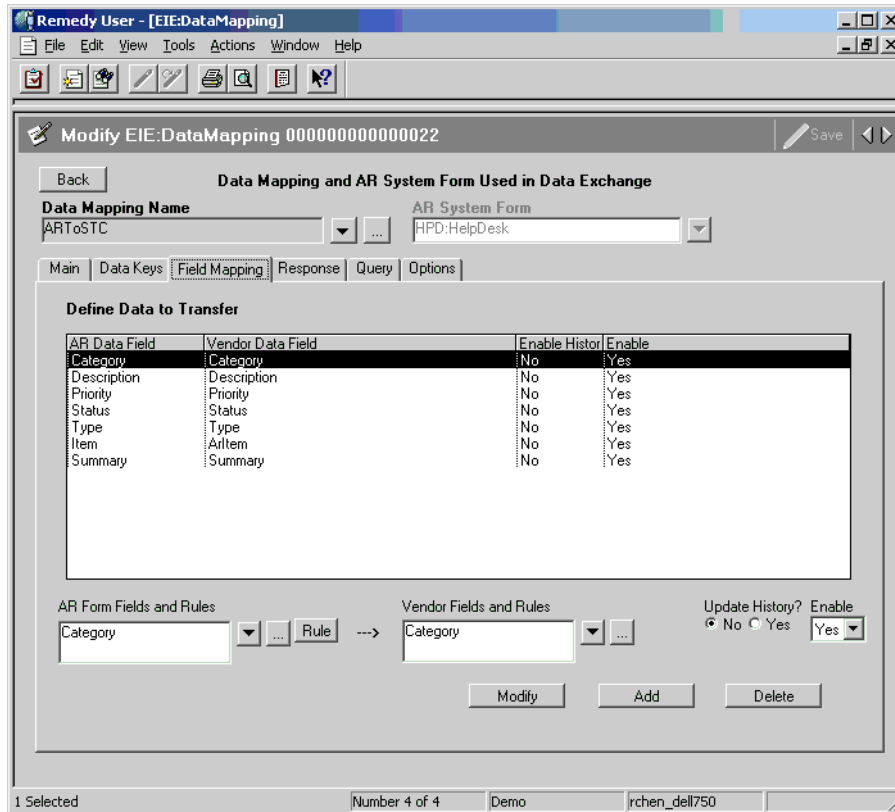 Remedy User - [EIE:DataMapping]
File Edit View Tools Actions Window Help
Modify EIE:DataMapping 000000000000022 Save
Back Data Mapping and AR System Form Used in Data Exchange
Data Mapping Name AR System Form
ARToSTC ... HPD:HelpDesk
Main Data Keys Field Mapping Response Query Options
Define Data to Transfer
AR Data Field Vendor Data Field Enable Histor Enable
Category Category No Yes
Description Description No Yes
Priority Priority No Yes
Status Status No Yes
Type Type No Yes
Item ArItem No Yes
Summary Summary No Yes
AR Form Fields and Rules Vendor Fields and Rules Update History? Enable
Category ... Rule ---> Category ... No Yes Yes
Modify Add Delete
1 Selected Number 4 of 4 Demo rchen_dell750